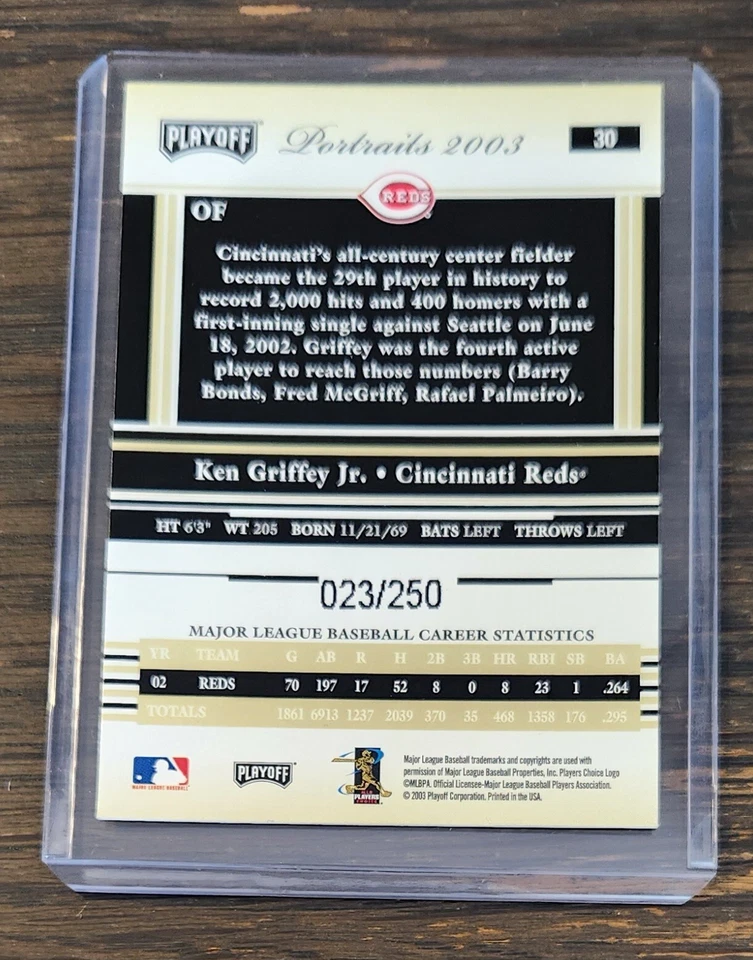 PLAYOFF Portraits 2003 30
REDS
OF
Cincinnati's all-century center fielder
became the 29th player in history to
record 2,000 hits and 400 homers with a
first-inning single against Seattle on June
18, 2002. Griffey was the fourth active
player to reach those numbers (Barry
Bonds, Fred McGriff, Rafael Palmeiro).
Ken Griffey Jr. • Cincinnati Reds®
HT 6'3" WT 205 BORN 11/21/69 BATS LEFT THROWS LEFT
023/250
MAJOR LEAGUE BASEBALL CAREER STATISTICS
YR TEAM G AB R H 2B 3B HR RBI SB BA
02 REDS 70 197 17 52 8 0 8 23 1 .264
TOTALS 1861 6913 1237 2039 370 35 468 1358 176 .295
MAJOR LEAGUE BASEBALL
PLAYOFF
PLAYERS
CHOICE
Major League Baseball trademarks and copyrights are used with
permission of Major League Baseball Properties, Inc. Players Choice Logo
©MLBPA. Official Licensee-Major League Baseball Players Association.
© 2003 Playoff Corporation. Printed in the USA.